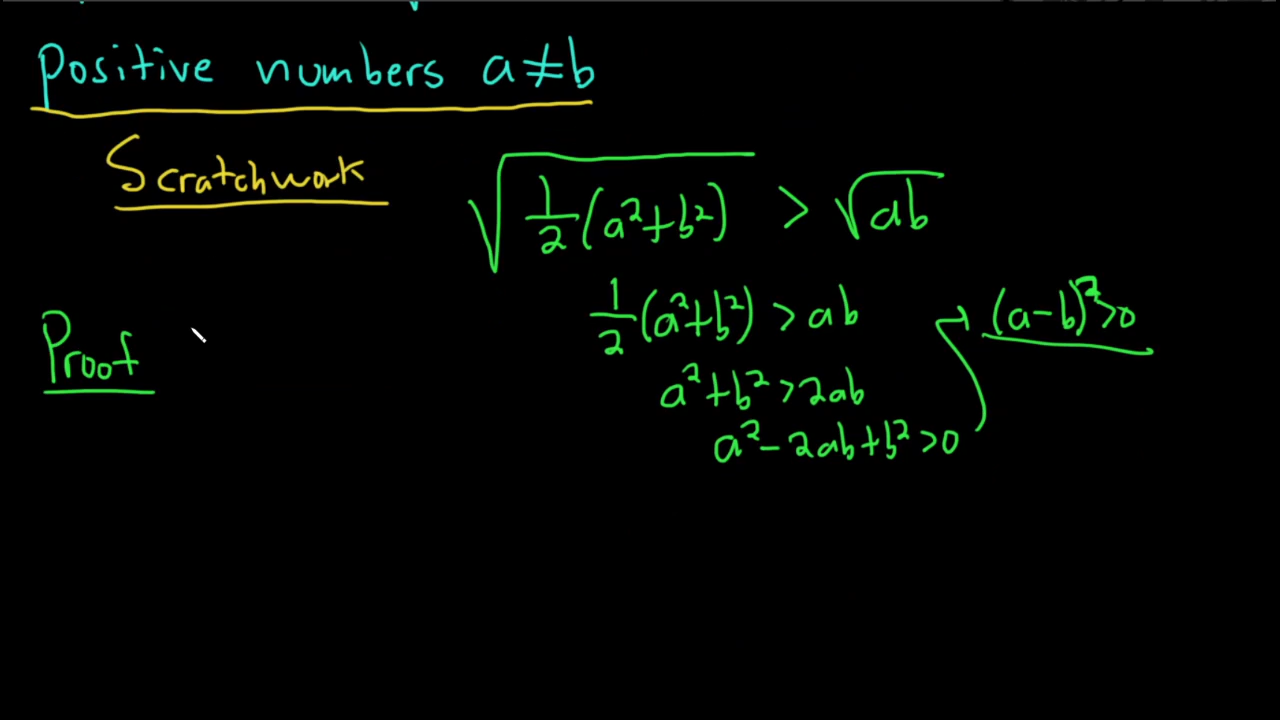 Positive numbers a≠b
Scratchwork
√(1/2(a²+b²)) > √ab
1/2(a²+b²) > ab
(a-b)²>0
Proof
a²+b²>2ab
a²-2ab+b²>0